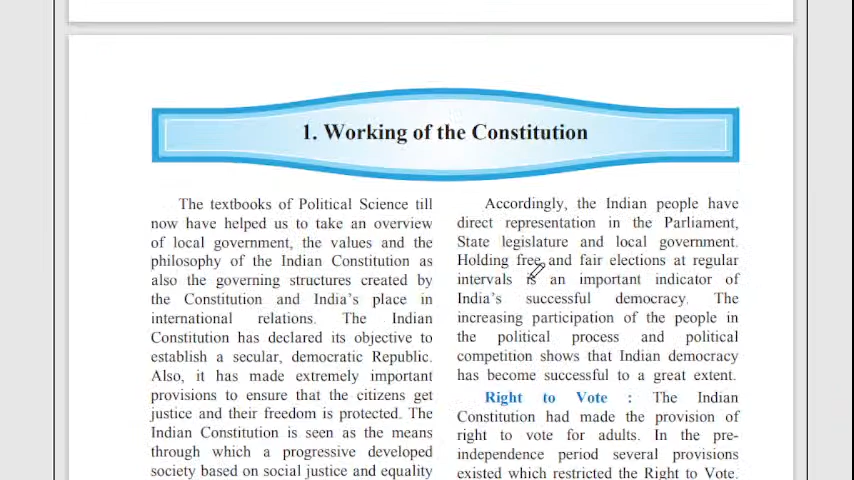 1. Working of the Constitution
The textbooks of Political Science till
now have helped us to take an overview
of local government, the values and the
philosophy of the Indian Constitution as
also the governing structures created by
the Constitution and India's place in
international relations. The Indian
Constitution has declared its objective to
establish a secular, democratic Republic.
Also, it has made extremely important
provisions to ensure that the citizens get
justice and their freedom is protected. The
Indian Constitution is seen as the means
through which a progressive developed
society based on social justice and equality
Accordingly, the Indian people have
direct representation in the Parliament,
State legislature and local government.
Holding free and fair elections at regular
intervals is an important indicator of
India's successful democracy. The
increasing participation of the people in
the political process and political
competition shows that Indian democracy
has become successful to a great extent.
Right to Vote : The Indian
Constitution had made the provision of
right to vote for adults. In the pre-
independence period several provisions
existed which restricted the Right to Vote.